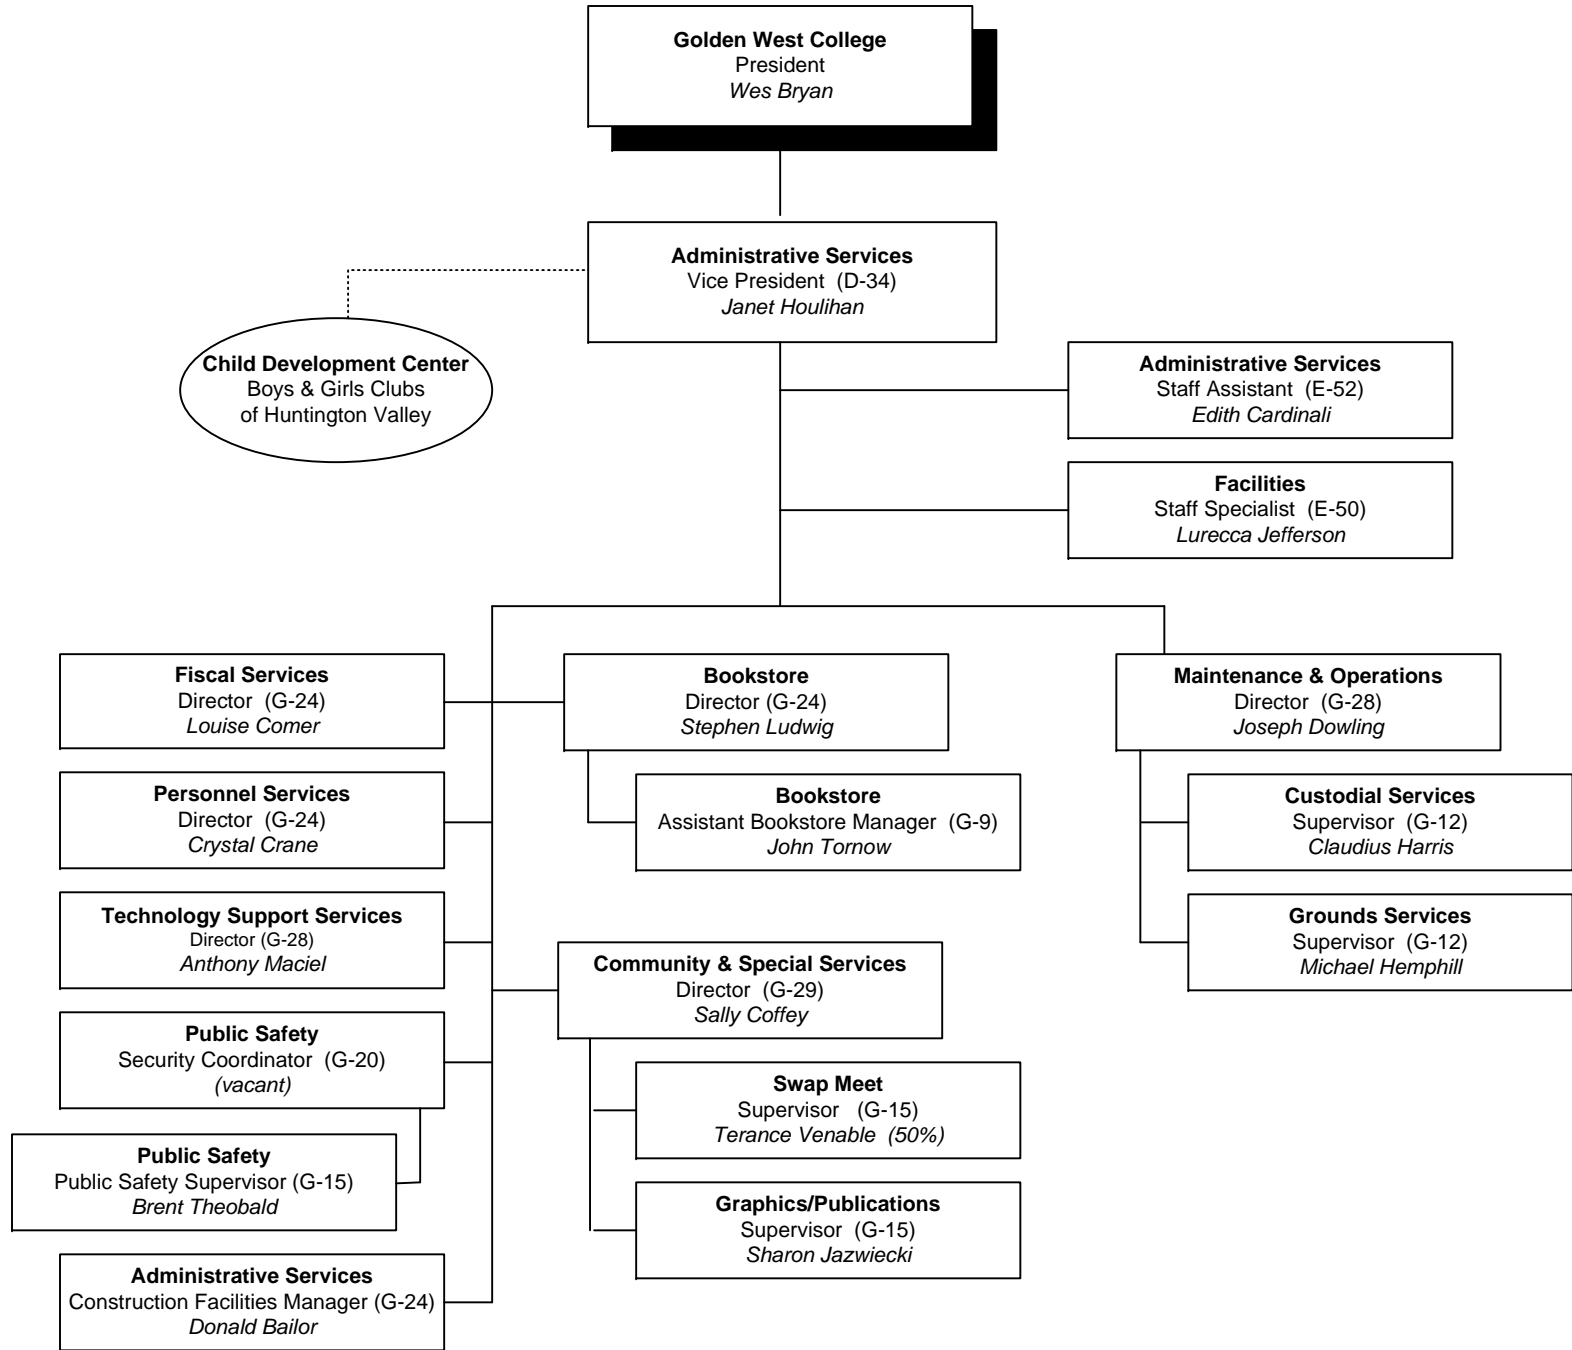 Golden West College
President
Wes Bryan
Administrative Services
Vice President (D-34)
Janet Houlihan
Child Development Center
Boys & Girls Clubs
of Huntington Valley
Administrative Services
Staff Assistant (E-52)
Edith Cardinali
Facilities
Staff Specialist (E-50)
Lurecca Jefferson
Fiscal Services
Director (G-24)
Louise Comer
Personnel Services
Director (G-24)
Crystal Crane
Technology Support Services
Director (G-28)
Anthony Maciel
Public Safety
Security Coordinator (G-20)
(vacant)
Public Safety
Public Safety Supervisor (G-15)
Brent Theobald
Administrative Services
Construction Facilities Manager (G-24)
Donald Bailor
Bookstore
Director (G-24)
Stephen Ludwig
Bookstore
Assistant Bookstore Manager (G-9)
John Tornow
Community & Special Services
Director (G-29)
Sally Coffey
Swap Meet
Supervisor (G-15)
Terance Venable (50%)
Graphics/Publications
Supervisor (G-15)
Sharon Jazwiecki
Maintenance & Operations
Director (G-28)
Joseph Dowling
Custodial Services
Supervisor (G-12)
Claudius Harris
Grounds Services
Supervisor (G-12)
Michael Hemphill